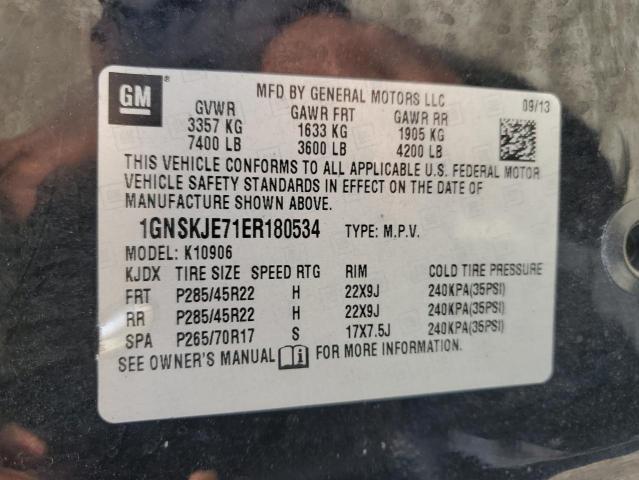 GM
MFD BY GENERAL MOTORS LLC 09/13
GVWR GAWR FRT GAWR RR
3357 KG 1633 KG 1905 KG
7400 LB 3600 LB 4200 LB
THIS VEHICLE CONFORMS TO ALL APPLICABLE U.S. FEDERAL MOTOR
VEHICLE SAFETY STANDARDS IN EFFECT ON THE DATE OF
MANUFACTURE SHOWN ABOVE.
1GNSKJE71ER180534 TYPE: M.P.V.
MODEL: K10906
KJDX TIRE SIZE SPEED RTG RIM COLD TIRE PRESSURE
FRT P285/45R22 H 22X9J 240KPA(35PSI)
RR P285/45R22 H 22X9J 240KPA(35PSI)
SPA P265/70R17 S 17X7.5J 240KPA(35PSI)
SEE OWNER'S MANUAL FOR MORE INFORMATION.